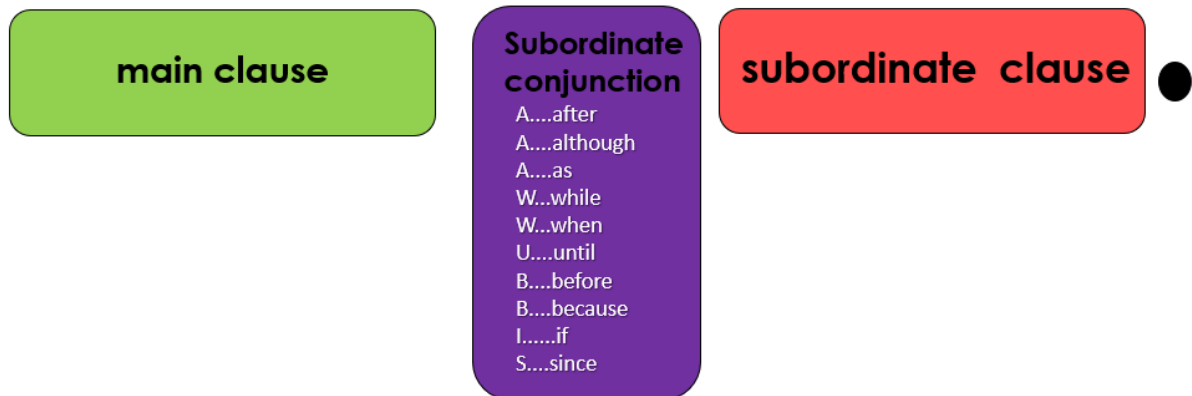 main clause
Subordinate
conjunction
A....after
A....although
A....as
W...while
W...when
U....until
B....before
B....because
I......if
S....since
subordinate  clause